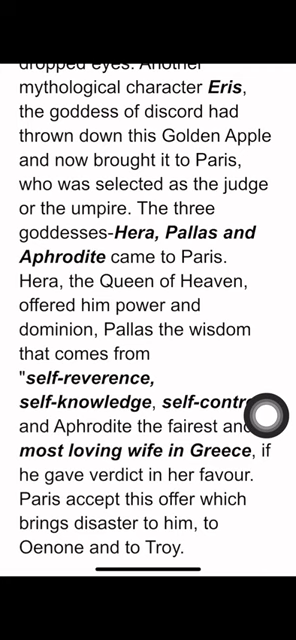 dropped eyes. Another
mythological character Eris,
the goddess of discord had
thrown down this Golden Apple
and now brought it to Paris,
who was selected as the judge
or the umpire. The three
goddesses-Hera, Pallas and
Aphrodite came to Paris.
Hera, the Queen of Heaven,
offered him power and
dominion, Pallas the wisdom
that comes from
"self-reverence,
self-knowledge, self-contr
and Aphrodite the fairest and
most loving wife in Greece, if
he gave verdict in her favour.
Paris accept this offer which
brings disaster to him, to
Oenone and to Troy.